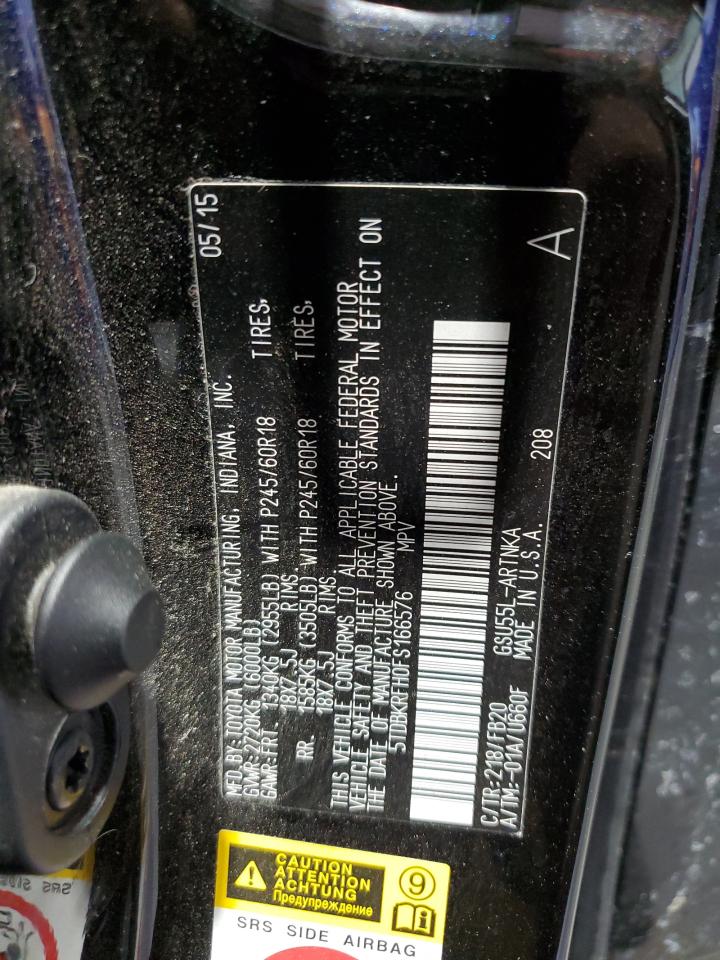 MFD.BY:TOYOTA MOTOR MANUFACTURING, INDIANA, INC. 05/15
GVWR:2720KG(6000LB)
GAWR:FRT 1340KG (2955LB) WITH P245/60R18 TIRES,
18X7.5J RIMS
RR. 1585KG (3505LB) WITH P245/60R18 TIRES,
18X7.5J RIMS
THIS VEHICLE CONFORMS TO ALL APPLICABLE FEDERAL MOTOR
VEHICLE SAFETY AND THEFT PREVENTION STANDARDS IN EFFECT ON
THE DATE OF MANUFACTURE SHOWN ABOVE.
5TDBKRFH0FS166576 MPV
C/TR:218/FB20 GSU55L-ARTNKA 208
A/TM:-01A/U660F MADE IN U.S.A. A
CAUTION
ATTENTION
ACHTUNG
Предупреждение
9
i
SRS SIDE AIRBAG
SRS SIDE